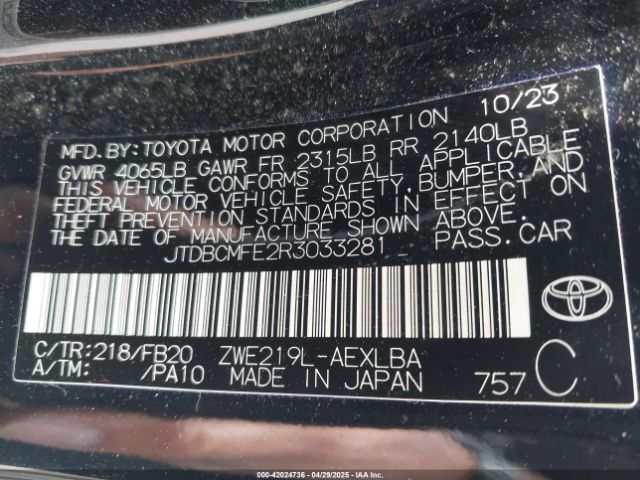 10/23
MFD.BY:TOYOTA MOTOR CORPORATION
GVWR 4065LB GAWR FR 2315LB RR 2140LB
THIS VEHICLE CONFORMS TO ALL APPLICABLE
FEDERAL MOTOR VEHICLE SAFETY,BUMPER,AND
THEFT PREVENTION STANDARDS IN EFFECT ON
THE DATE OF MANUFACTURE SHOWN ABOVE.
JTDBCMFE2R3033281 PASS.CAR
C/TR:218/FB20 ZWE219L-AEXLBA
A/TM: /PA10 MADE IN JAPAN 757 C
000-42024736 - 04/29/2025 - IAAI.COM